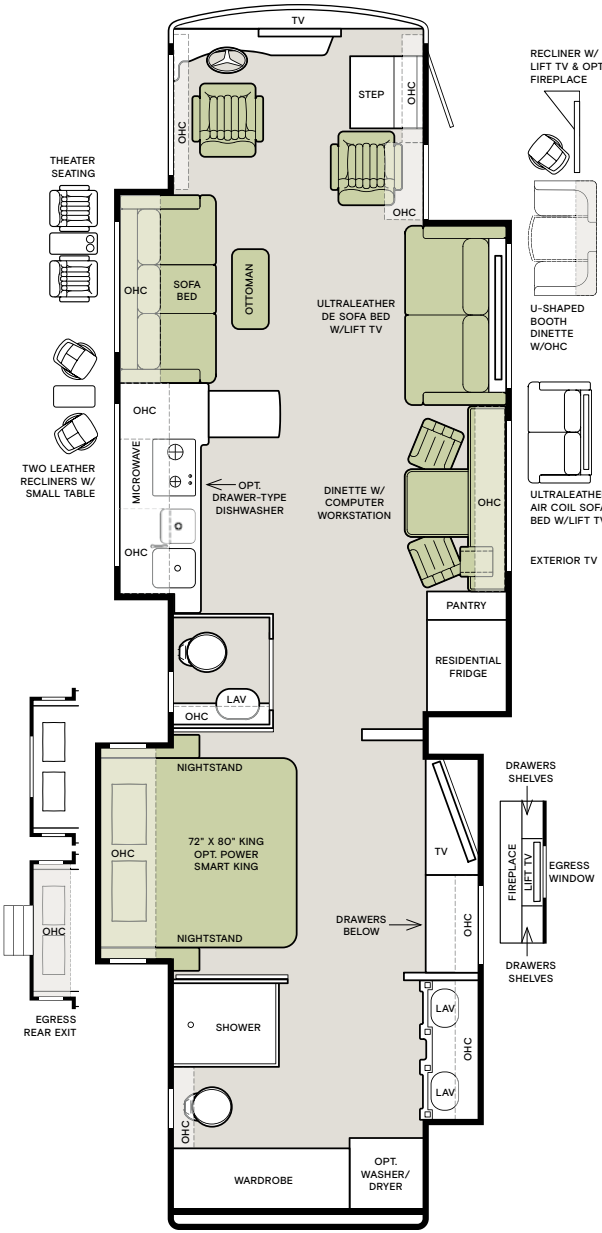 TV
RECLINER W/
LIFT TV & OPT
FIREPLACE
STEP
OHC
OHC
OHC
THEATER
SEATING
OHC
SOFA
BED
OTTOMAN
ULTRALEATHER
DE SOFA BED
W/LIFT TV
U-SHAPED
BOOTH
DINETTE
W/OHC
OHC
MICROWAVE
OHC
TWO LEATHER
RECLINERS W/
SMALL TABLE
OPT.
DRAWER-TYPE
DISHWASHER
DINETTE W/
COMPUTER
WORKSTATION
OHC
ULTRALEATHE
AIR COIL SOFA
BED W/LIFT TV
EXTERIOR TV
PANTRY
RESIDENTIAL
FRIDGE
LAV
OHC
NIGHTSTAND
72" X 80" KING
OPT. POWER
SMART KING
OHC
NIGHTSTAND
TV
DRAWERS
BELOW
OHC
DRAWERS
SHELVES
FIREPLACE
LIFT TV
EGRESS
WINDOW
DRAWERS
SHELVES
OHC
EGRESS
REAR EXIT
SHOWER
LAV
OHC
LAV
OHC
WARDROBE
OPT.
WASHER/
DRYER